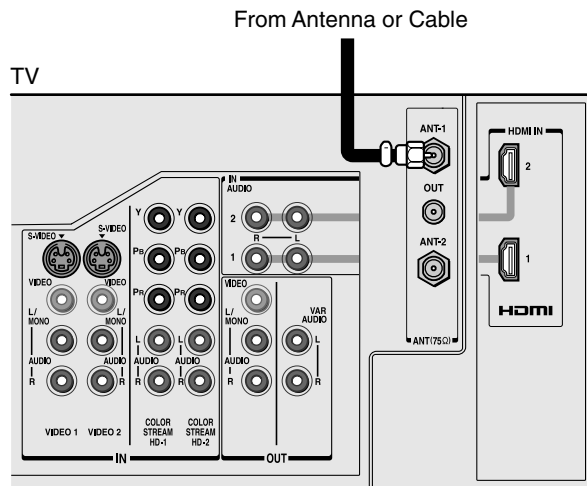 From Antenna or Cable
TV
ANT-1
OUT
ANT-2
ANT(75Ω)
HDMI IN
2
1
HDMI
IN
AUDIO
2
R L
1
S-VIDEO S-VIDEO
VIDEO VIDEO
L/
MONO
L/
MONO
AUDIO AUDIO
R R
VIDEO 1 VIDEO 2
Y Y
PB PB
PR PR
L L
AUDIO AUDIO
R R
COLOR
STREAM
HD-1
COLOR
STREAM
HD-2
IN
VIDEO
L/
MONO
AUDIO
R
VAR
AUDIO
L
R
OUT